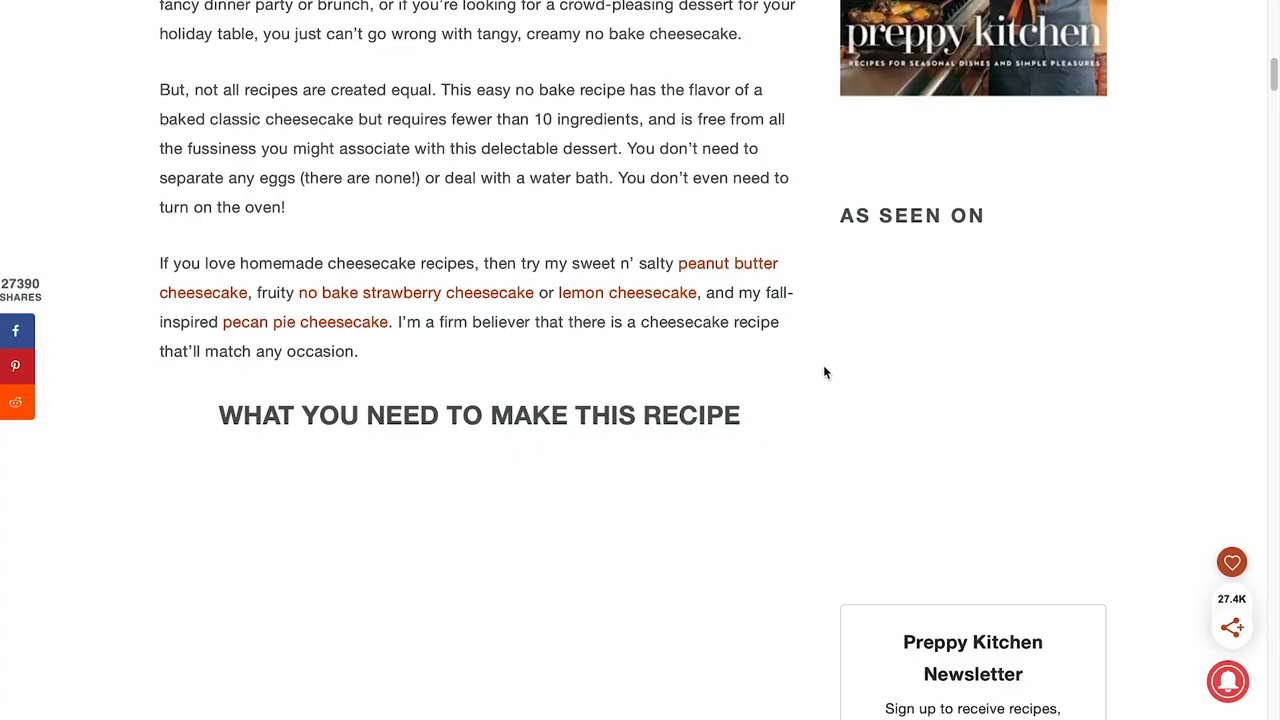 fancy dinner party or brunch, or if you’re looking for a crowd-pleasing dessert for your
holiday table, you just can’t go wrong with tangy, creamy no bake cheesecake.
But, not all recipes are created equal. This easy no bake recipe has the flavor of a
baked classic cheesecake but requires fewer than 10 ingredients, and is free from all
the fussiness you might associate with this delectable dessert. You don’t need to
separate any eggs (there are none!) or deal with a water bath. You don’t even need to
turn on the oven!
If you love homemade cheesecake recipes, then try my sweet n’ salty peanut butter
cheesecake, fruity no bake strawberry cheesecake or lemon cheesecake, and my fall-
inspired pecan pie cheesecake. I’m a firm believer that there is a cheesecake recipe
that’ll match any occasion.
WHAT YOU NEED TO MAKE THIS RECIPE
27390
SHARES
preppy kitchen
RECIPES FOR SEASONAL DISHES AND SIMPLE PLEASURES
AS SEEN ON
Preppy Kitchen
Newsletter
Sign up to receive recipes,
27.4K